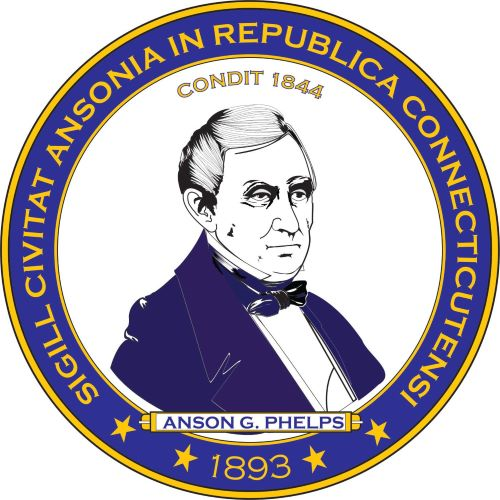 SIGILL CIVITAT ANSONIA IN REPUBLICA CONNECTICUTENSI
CONDIT 1844
ANSON G. PHELPS
1893